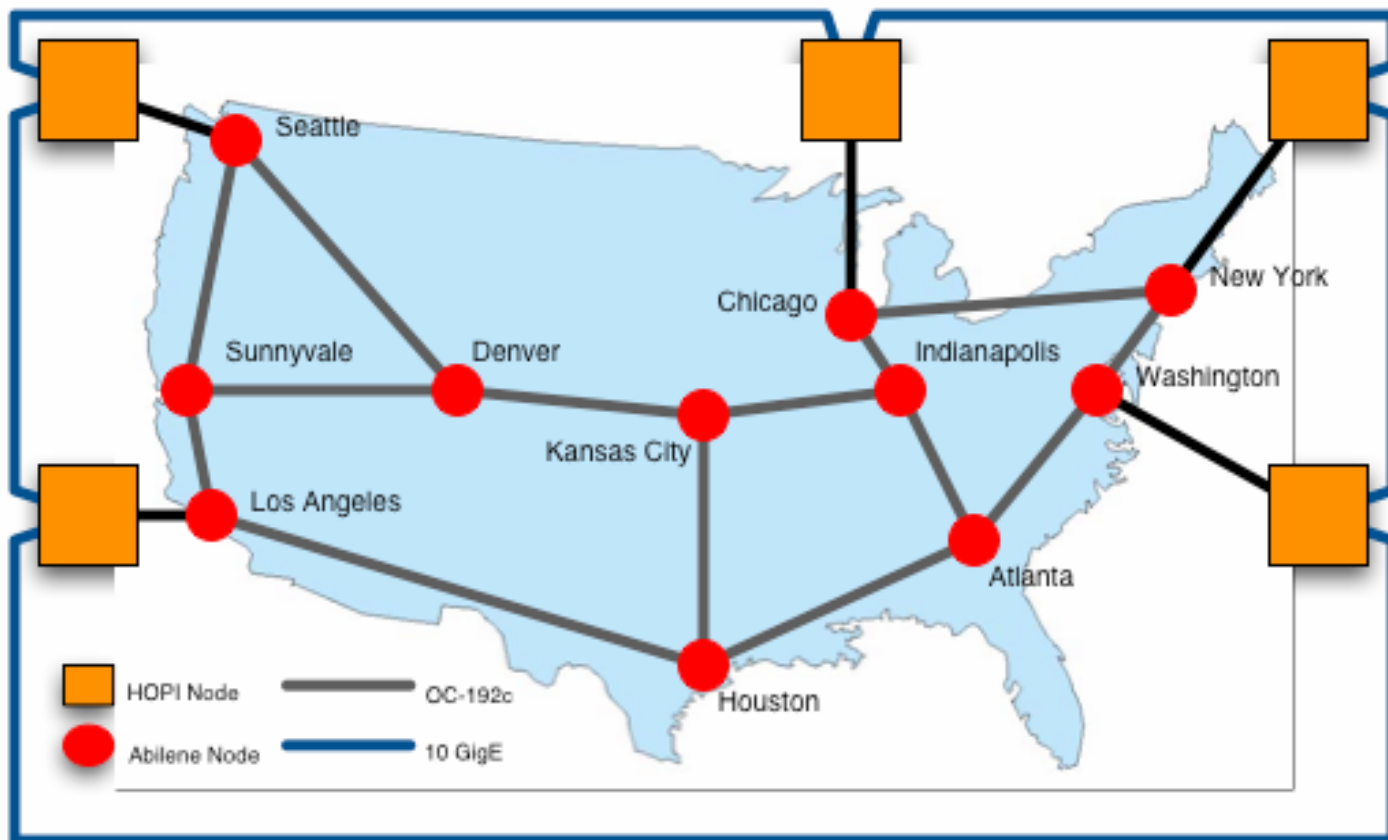 Seattle
New York
Chicago
Sunnyvale
Denver
Indianapolis
Washington
Kansas City
Los Angeles
Atlanta
HOPI Node
OC-192c
Houston
Abilene Node
10 GigE